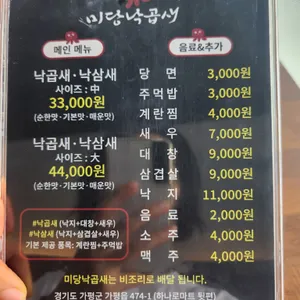 미당낙곱새
메인 메뉴
낙곱새·낙삼새
사이즈 : 中
33,000원
(순한맛·기본맛·매운맛)
낙곱새·낙삼새
사이즈 : 大
44,000원
(순한맛·기본맛·매운맛)
#낙곱새 (낙지+대창+새우)
#낙삼새 (낙지+삼겹살+새우)
기본 제공 품목: 계란찜+주먹밥
음료&추가
당면 3,000원
주먹밥 3,000원
계란찜 4,000원
새우 7,000원
대창 9,000원
삼겹살 9,000원
낙지 11,000원
음료 2,000원
소주 4,000원
맥주 4,000원
미당낙곱새는 비조리로 배달 됩니다.
경기도 가평군 가평읍 474-1 (하나로마트 뒷편)